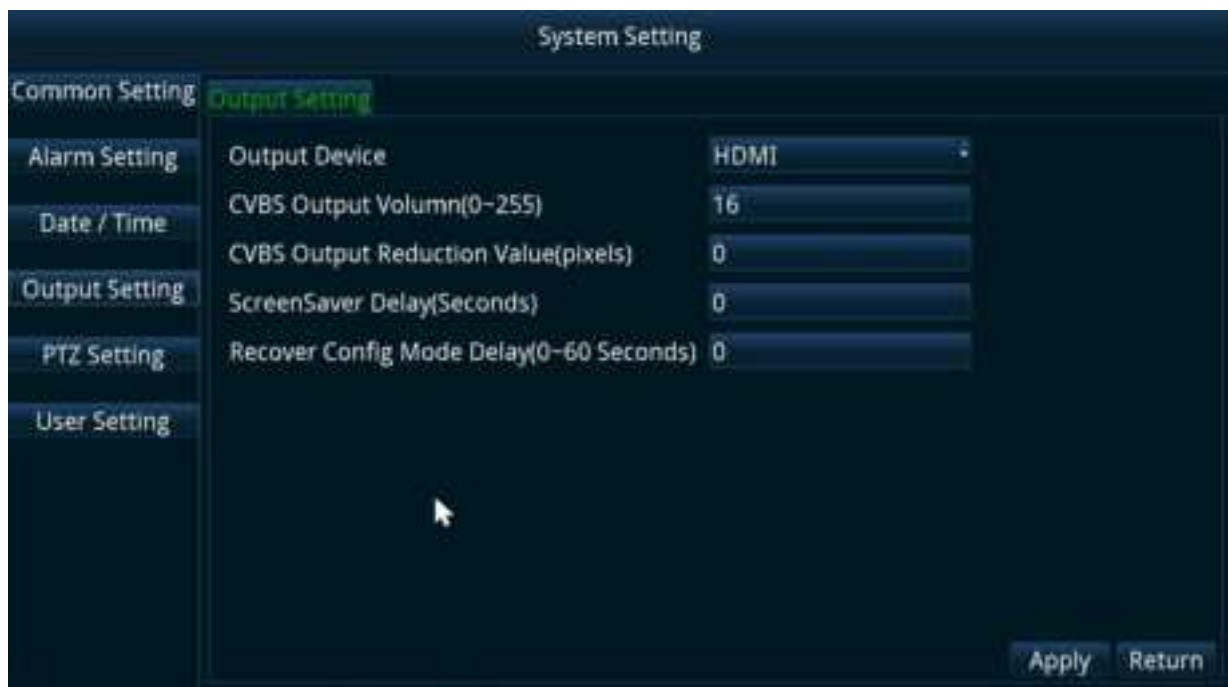 System Setting
Common Setting
Output Setting
Alarm Setting
Output Device HDMI
Date / Time
CVBS Output Volumn(0~255) 16
CVBS Output Reduction Value(pixels) 0
Output Setting
ScreenSaver Delay(Seconds) 0
PTZ Setting
Recover Config Mode Delay(0~60 Seconds) 0
User Setting
Apply Return